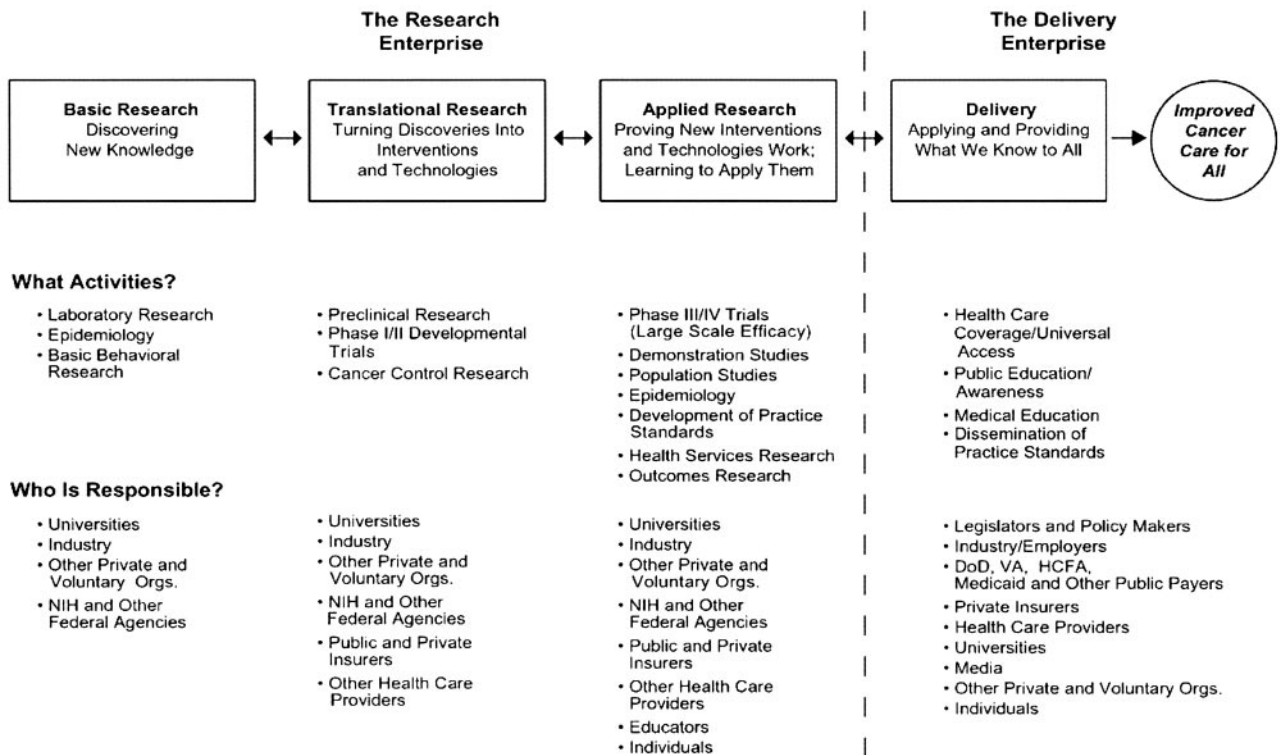 The Research
Enterprise
The Delivery
Enterprise
Basic Research
Discovering
New Knowledge
Translational Research
Turning Discoveries Into
Interventions
and Technologies
Applied Research
Proving New Interventions
and Technologies Work;
Learning to Apply Them
Delivery
Applying and Providing
What We Know to All
Improved
Cancer
Care for
All
What Activities?
• Laboratory Research
• Epidemiology
• Basic Behavioral
Research
• Preclinical Research
• Phase I/II Developmental
Trials
• Cancer Control Research
• Phase III/IV Trials
(Large Scale Efficacy)
• Demonstration Studies
• Population Studies
• Epidemiology
• Development of Practice
Standards
• Health Services Research
• Outcomes Research
• Health Care
Coverage/Universal
Access
• Public Education/
Awareness
• Medical Education
• Dissemination of
Practice Standards
Who Is Responsible?
• Universities
• Industry
• Other Private and
Voluntary Orgs.
• NIH and Other
Federal Agencies
• Universities
• Industry
• Other Private and
Voluntary Orgs.
• NIH and Other
Federal Agencies
• Public and Private
Insurers
• Other Health Care
Providers
• Universities
• Industry
• Other Private and
Voluntary Orgs.
• NIH and Other
Federal Agencies
• Public and Private
Insurers
• Other Health Care
Providers
• Educators
• Individuals
• Legislators and Policy Makers
• Industry/Employers
• DoD, VA, HCFA,
Medicaid and Other Public Payers
• Private Insurers
• Health Care Providers
• Universities
• Media
• Other Private and Voluntary Orgs.
• Individuals